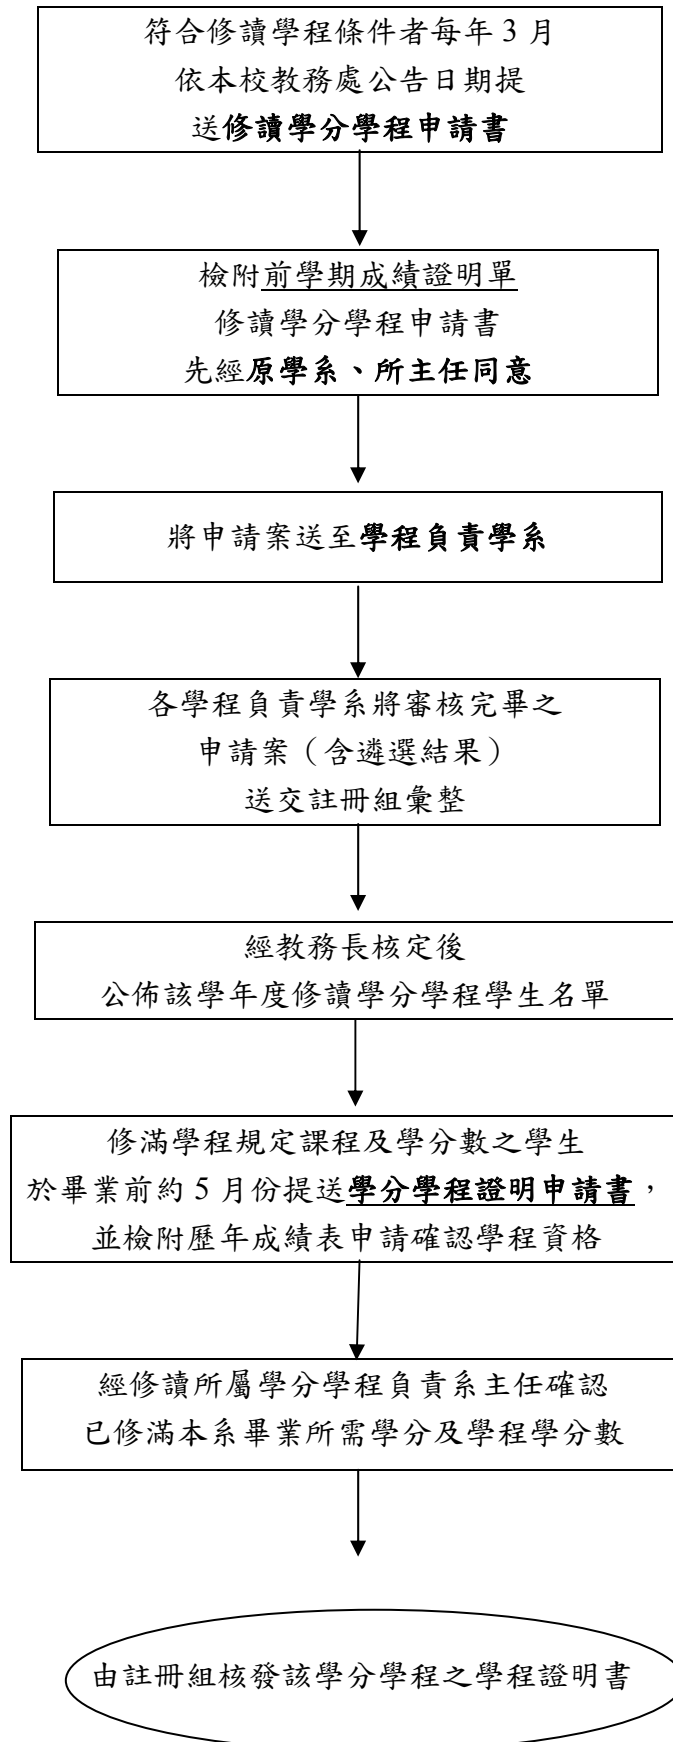 符合修讀學程條件者每年 3 月
依本校教務處公告日期提
送修讀學分學程申請書
檢附前學期成績證明單
修讀學分學程申請書
先經原學系、所主任同意
將申請案送至學程負責學系
各學程負責學系將審核完畢之
申請案（含遴選結果）
送交註冊組彙整
經教務長核定後
公佈該學年度修讀學分學程學生名單
修滿學程規定課程及學分數之學生
於畢業前約 5 月份提送學分學程證明申請書，
並檢附歷年成績表申請確認學程資格
經修讀所屬學分學程負責系主任確認
已修滿本系畢業所需學分及學程學分數
由註冊組核發該學分學程之學程證明書